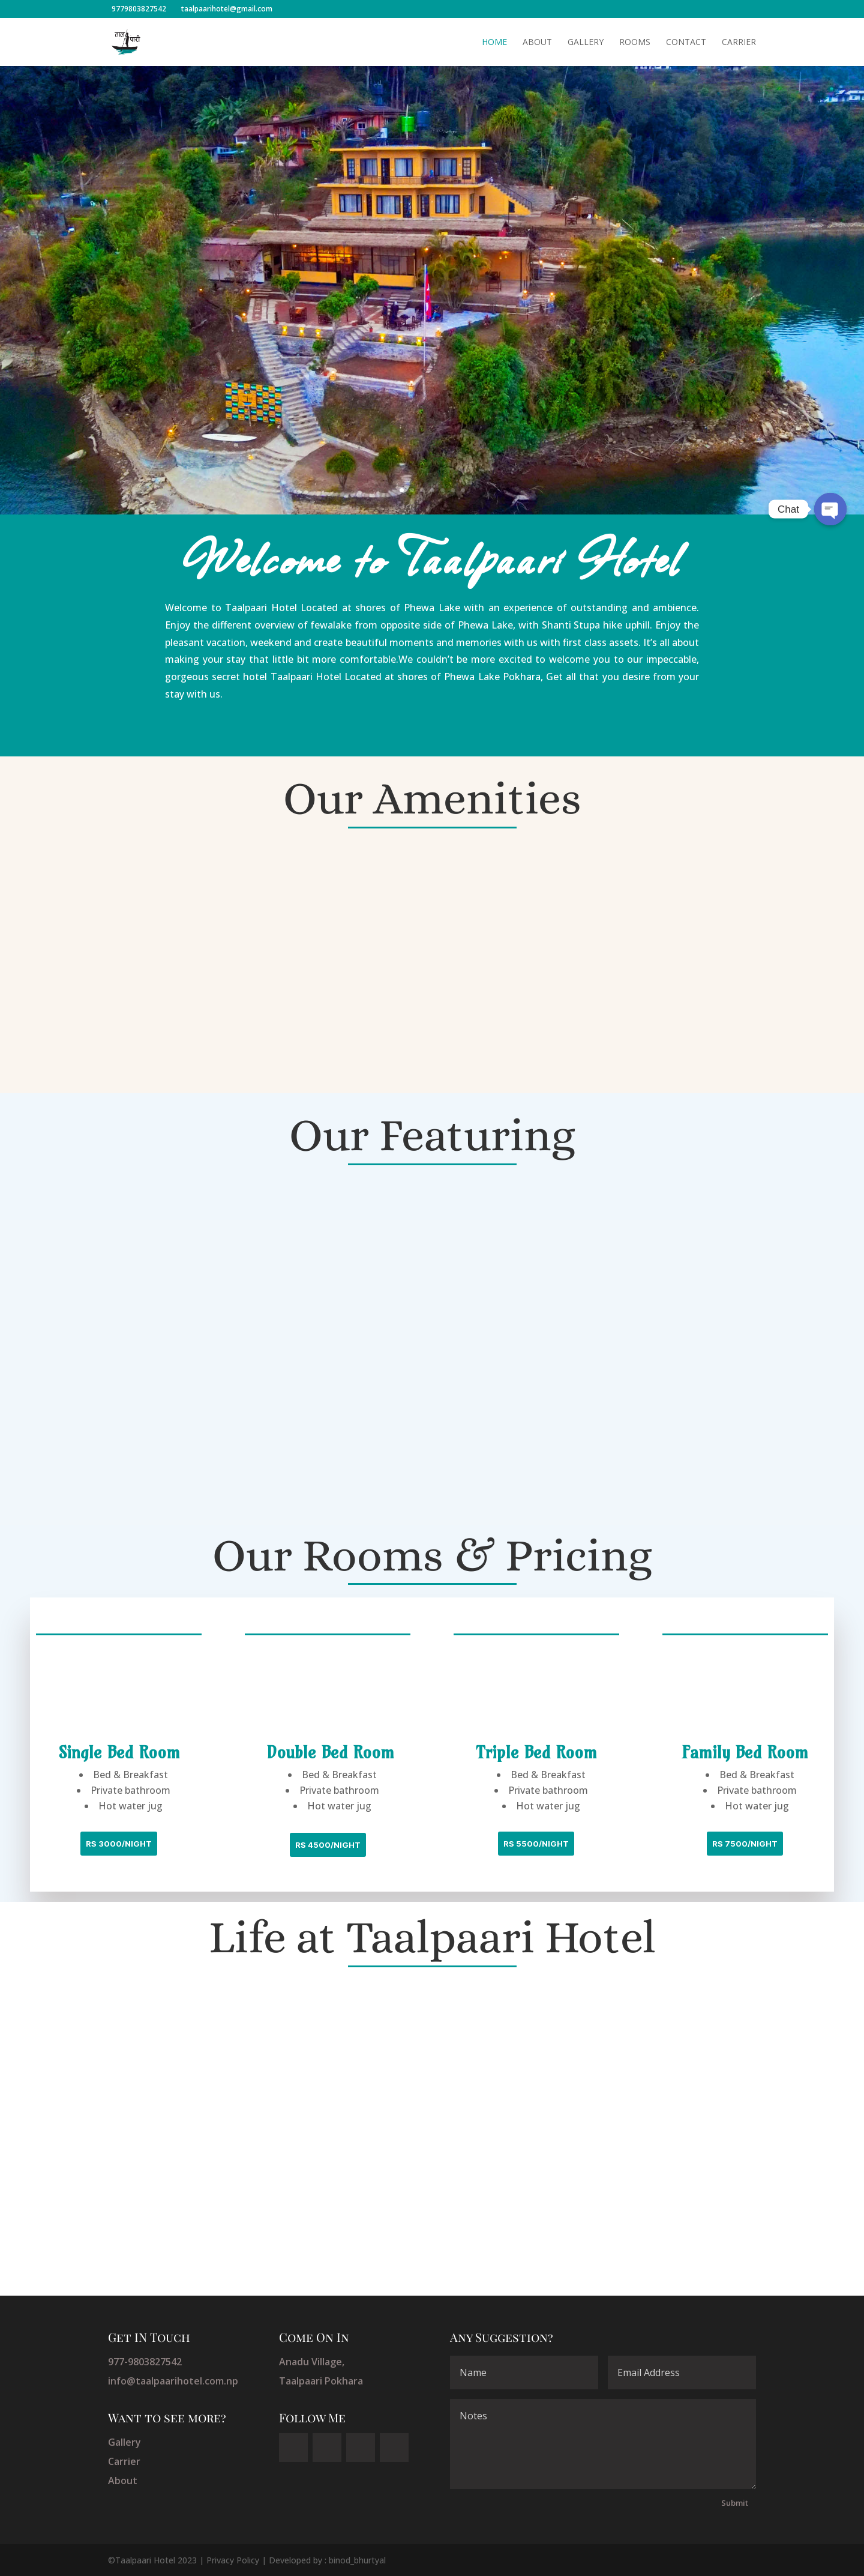 9779803827542 taalpaarihotel@gmail.com
ताल
पारी
HOME ABOUT GALLERY ROOMS CONTACT CARRIER
Chat
Welcome to Taalpaari Hotel
Welcome to Taalpaari Hotel Located at shores of Phewa Lake with an experience of outstanding and ambience.
Enjoy the different overview of fewalake from opposite side of Phewa Lake, with Shanti Stupa hike uphill. Enjoy the
pleasant vacation, weekend and create beautiful moments and memories with us with first class assets. It’s all about
making your stay that little bit more comfortable.We couldn’t be more excited to welcome you to our impeccable,
gorgeous secret hotel Taalpaari Hotel Located at shores of Phewa Lake Pokhara, Get all that you desire from your
stay with us.
Our Amenities
Our Featuring
Our Rooms & Pricing
Single Bed Room
Bed & Breakfast
Private bathroom
Hot water jug
RS 3000/NIGHT
Double Bed Room
Bed & Breakfast
Private bathroom
Hot water jug
RS 4500/NIGHT
Triple Bed Room
Bed & Breakfast
Private bathroom
Hot water jug
RS 5500/NIGHT
Family Bed Room
Bed & Breakfast
Private bathroom
Hot water jug
RS 7500/NIGHT
Life at Taalpaari Hotel
Get IN Touch
977-9803827542
info@taalpaarihotel.com.np
Want to see more?
Gallery
Carrier
About
Come On In
Anadu Village,
Taalpaari Pokhara
Follow Me
Any Suggestion?
Name
Email Address
Notes
Submit
©Taalpaari Hotel 2023 | Privacy Policy | Developed by : binod_bhurtyal